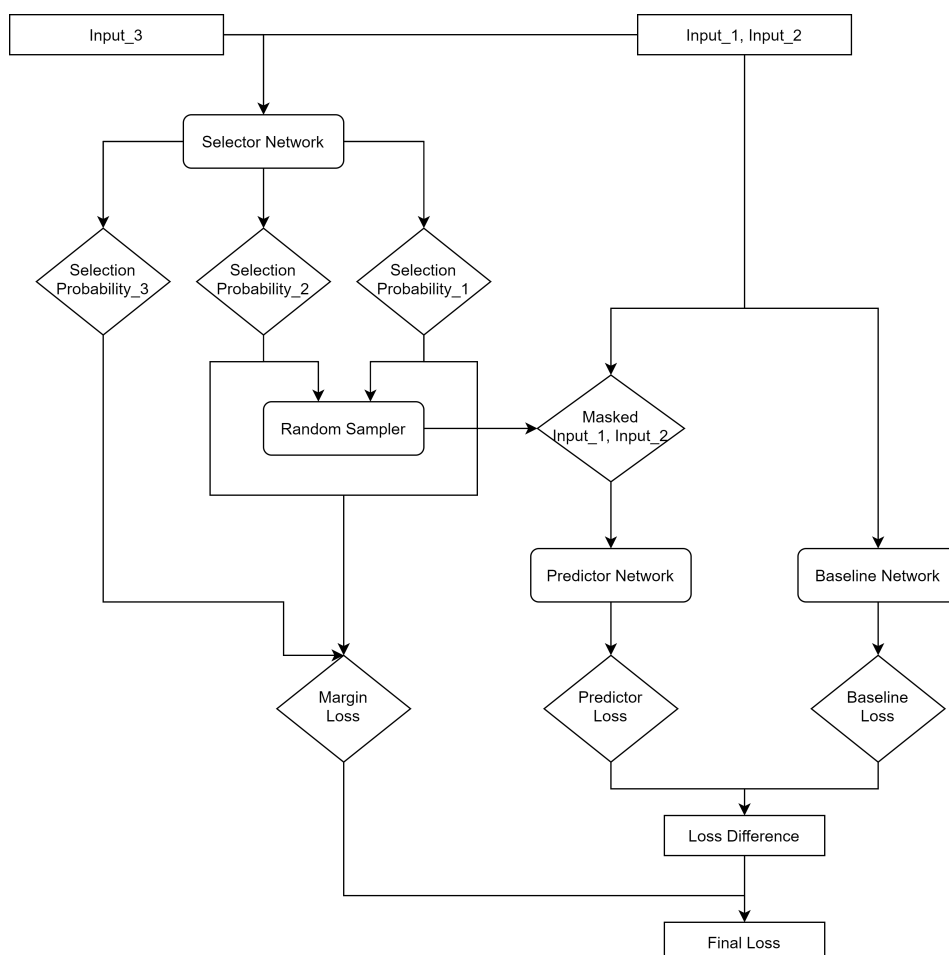 Input_3
Input_1, Input_2
Selector Network
Selection
Probability_3
Selection
Probability_2
Selection
Probability_1
Random Sampler
Masked
Input_1, Input_2
Predictor Network
Baseline Network
Margin
Loss
Predictor
Loss
Baseline
Loss
Loss Difference
Final Loss